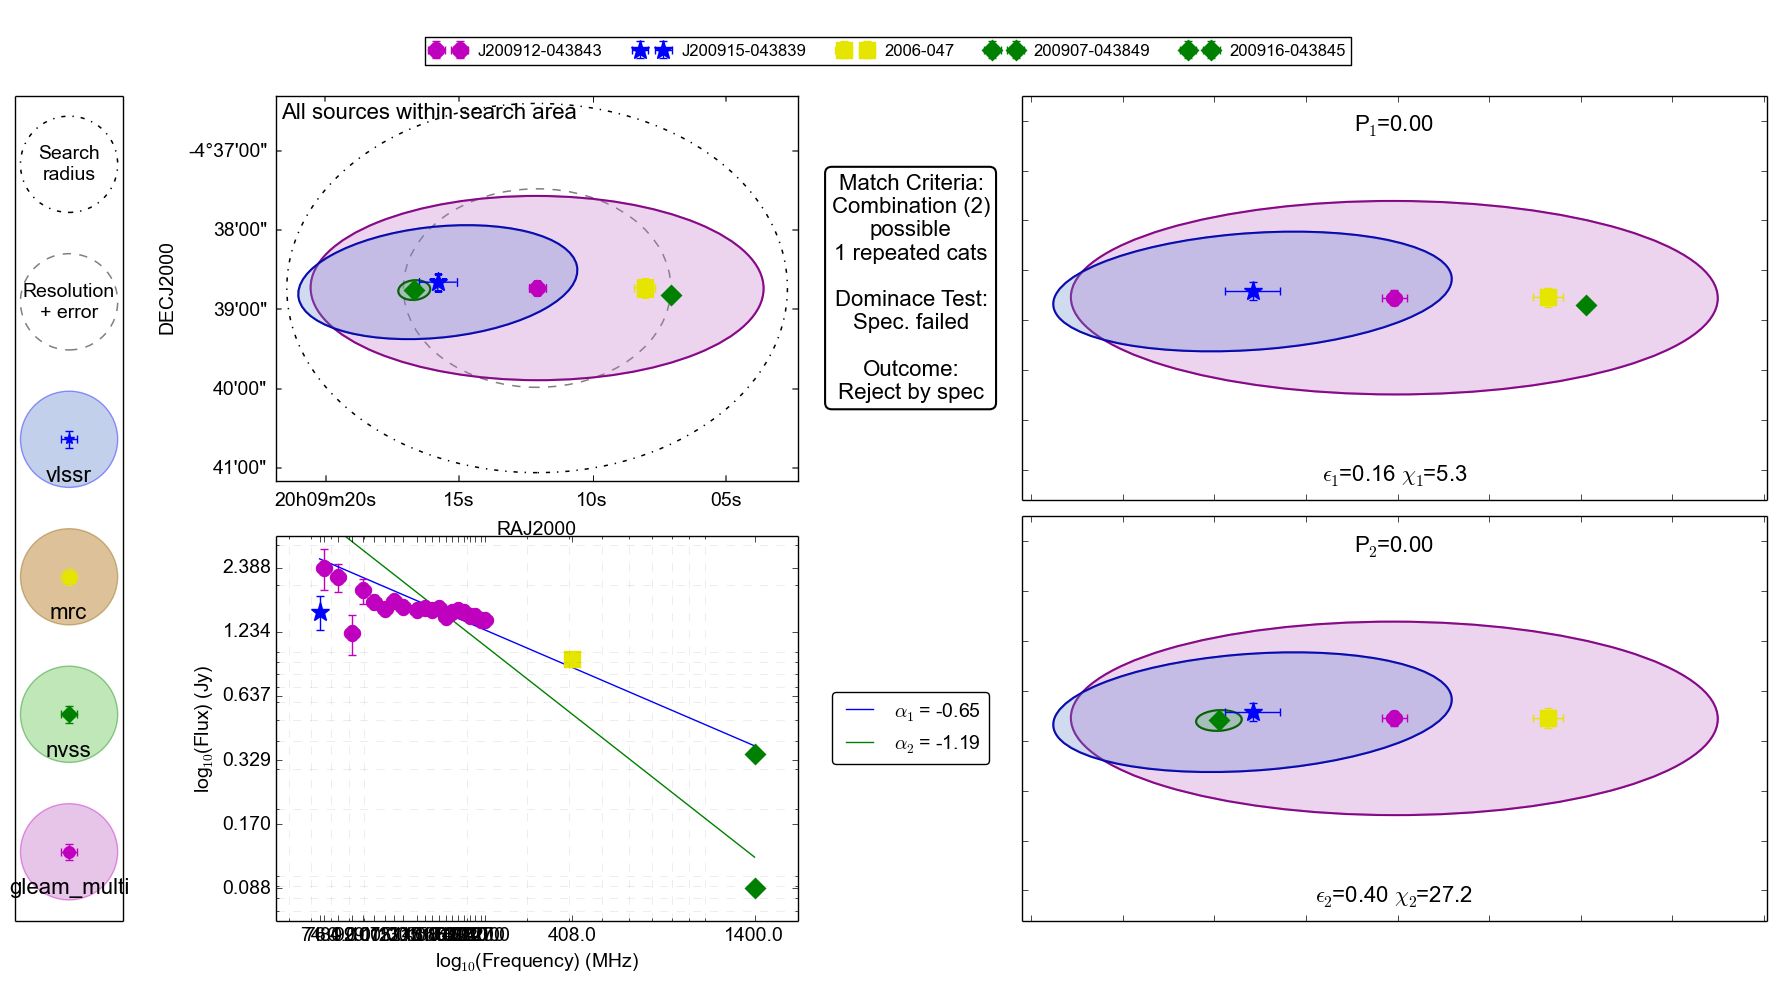 J200912-043843
J200915-043839
2006-047
200907-043849
200916-043845
Search
radius
Resolution
+ error
vlssr
mrc
nvss
gleam_multi
All sources within search area
-4°37'00"
38'00"
39'00"
40'00"
41'00"
DECJ2000
20h09m20s
15s
10s
05s
RAJ2000
Match Criteria:
Combination (2)
possible
1 repeated cats
Dominace Test:
Spec. failed
Outcome:
Reject by spec
P₁=0.00
ϵ₁=0.16 χ₁=5.3
P₂=0.00
ϵ₂=0.40 χ₂=27.2
2.388
1.234
0.637
0.329
0.170
0.088
log₁₀(Flux) (Jy)
408.0
1400.0
log₁₀(Frequency) (MHz)
α₁ = -0.65
α₂ = -1.19